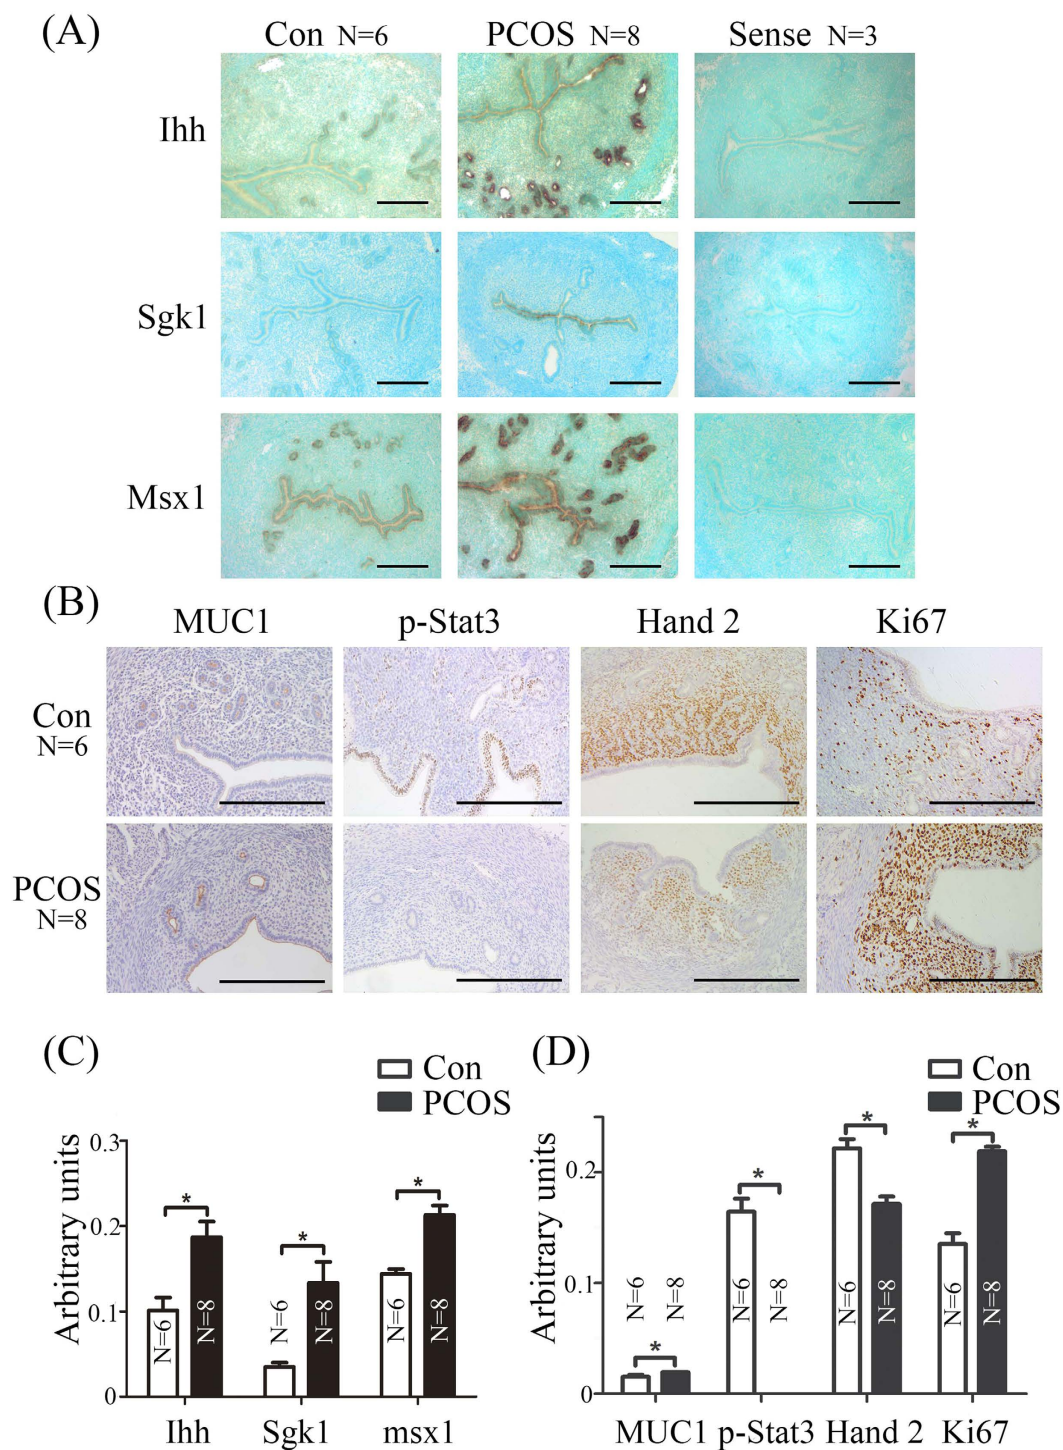 (A)
Con N=6 PCOS N=8 Sense N=3
Ihh
Sgk1
Msx1
(B)
MUC1 p-Stat3 Hand 2 Ki67
Con
N=6
PCOS
N=8
(C)
Con
PCOS
Arbitrary units
0.3
0.2
0.1
0.0
N=6 N=8 N=6 N=8 N=6 N=8
* * *
Ihh Sgk1 msx1
(D)
Con
PCOS
Arbitrary units
0.2
0.1
0.0
N=6 N=8 N=6 N=8 N=6 N=8 N=6 N=8
* * * *
MUC1 p-Stat3 Hand 2 Ki67